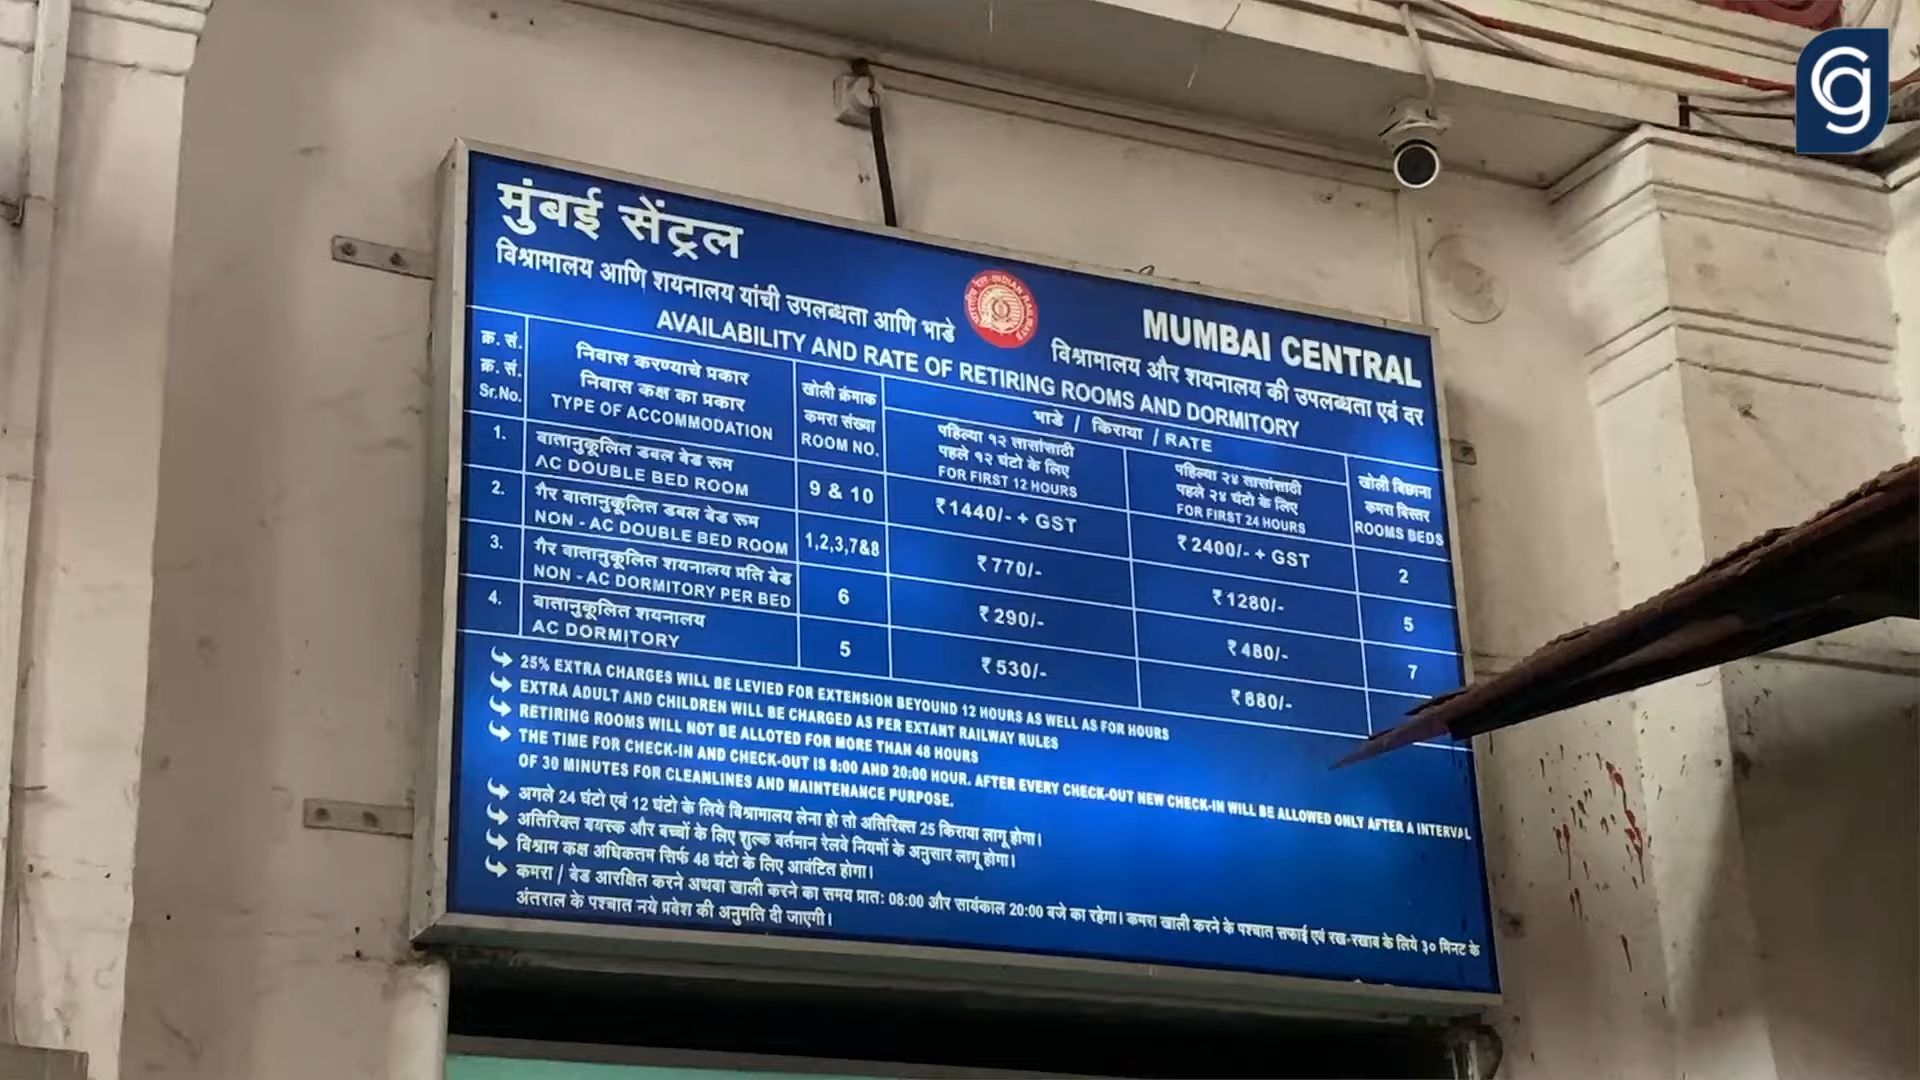 मुंबई सेंट्रल
विश्रामालय आणि शयनालय यांची उपलब्धता आणि भाडे
MUMBAI CENTRAL
विश्रामालय और शयनालय की उपलब्धता एवं दर
AVAILABILITY AND RATE OF RETIRING ROOMS AND DORMITORY
क्र. सं.
क्र. सं.
Sr.No.
निवास करण्याचे प्रकार
निवास कक्ष का प्रकार
TYPE OF ACCOMMODATION
खोली क्रंमाक
कमरा संख्या
ROOM NO.
भाडे / किराया / RATE
पहिल्या १२ तासांसाठी
पहले १२ घंटो के लिए
FOR FIRST 12 HOURS
पहिल्या २४ तासांसाठी
पहले २४ घंटो के लिए
FOR FIRST 24 HOURS
खोली बिछाना
कमरा बिस्तर
ROOMS BEDS
1.
वातानुकूलित डबल बेड रूम
AC DOUBLE BED ROOM
9 & 10
₹1440/- + GST
₹2400/- + GST
2
2.
गैर वातानुकूलित डबल बेड रूम
NON - AC DOUBLE BED ROOM
1,2,3,7&8
₹770/-
₹1280/-
5
3.
गैर वातानुकूलित शयनालय प्रति बेड
NON - AC DORMITORY PER BED
6
₹290/-
₹480/-
7
4.
वातानुकूलित शयनालय
AC DORMITORY
5
₹530/-
₹880/-
25% EXTRA CHARGES WILL BE LEVIED FOR EXTENSION BEYOUND 12 HOURS AS WELL AS FOR HOURS
EXTRA ADULT AND CHILDREN WILL BE CHARGED AS PER EXTANT RAILWAY RULES
RETIRING ROOMS WILL NOT BE ALLOTED FOR MORE THAN 48 HOURS
THE TIME FOR CHECK-IN AND CHECK-OUT IS 8:00 AND 20:00 HOUR. AFTER EVERY CHECK-OUT NEW CHECK-IN WILL BE ALLOWED ONLY AFTER A INTERVAL
OF 30 MINUTES FOR CLEANLINES AND MAINTENANCE PURPOSE.
अगले 24 घंटो एवं 12 घंटो के लिये विश्रामालय लेना हो तो अतिरिक्त 25 किराया लागू होगा।
अतिरिक्त वयस्क और बच्चों के लिए शुल्क वर्तमान रेलवे नियमों के अनुसार लागू होगा।
विश्राम कक्ष अधिकतम सिर्फ 48 घंटो के लिए आवंटित होगा।
कमरा / बेड आरक्षित करने अथवा खाली करने का समय प्रात: 08:00 और सायंकाल 20:00 बजे का रहेगा। कमरा खाली करने के पश्चात सफाई एवं रख-रखाव के लिये ३० मिनट के
अंतराल के पश्चात नये प्रवेश की अनुमति दी जाएगी।